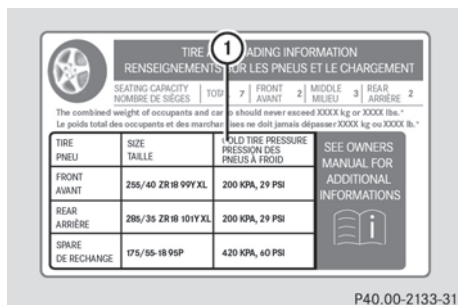 1
TIRE A ADING INFORMATION
RENSEIGNEMENTS SUR LES PNEUS ET LE CHARGEMENT
SEATING CAPACITY
NOMBRE DE SIÈGES
TOTAL 7
FRONT
AVANT 2
MIDDLE
MILIEU 3
REAR
ARRIÈRE 2
The combined weight of occupants and cargo should never exceed XXXX kg or XXXX lbs.*
Le poids total des occupants et des marchandises ne doit jamais dépasser XXXX kg ou XXXX lb.*
TIRE
PNEU
SIZE
TAILLE
COLD TIRE PRESSURE
PRESSION DES
PNEUS À FROID
FRONT
AVANT
255/40 ZR 18 99Y XL
200 KPA, 29 PSI
REAR
ARRIÈRE
285/35 ZR 18 101Y XL
200 KPA, 29 PSI
SPARE
DE RECHANGE
175/55-18 95P
420 KPA, 60 PSI
SEE OWNERS
MANUAL FOR
ADDITIONAL
INFORMATIONS
i
P40.00-2133-31